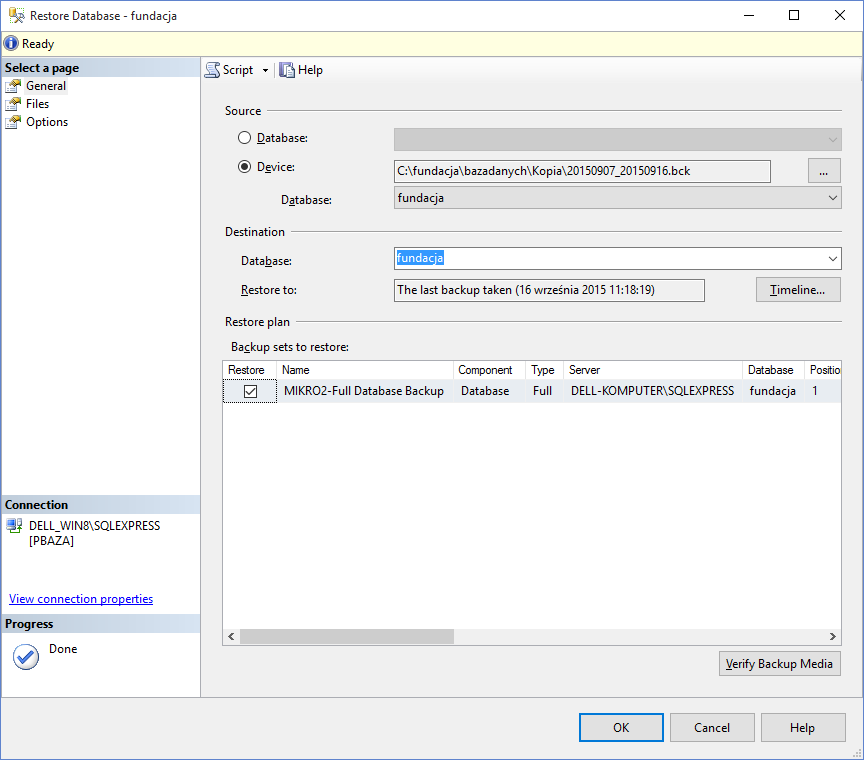 Restore Database - fundacja
Ready
Select a page
General
Files
Options
Script
Help
Source
Database:
Device:
C:\fundacja\bazadanych\Kopia\20150907_20150916.bck
...
Database:
fundacja
Destination
Database:
fundacja
Restore to:
The last backup taken (16 września 2015 11:18:19)
Timeline...
Restore plan
Backup sets to restore:
Restore Name Component Type Server Database Positio
MIKRO2-Full Database Backup Database Full DELL-KOMPUTER\SQLEXPRESS fundacja 1
Connection
DELL_WIN8\SQLEXPRESS
[PBAZA]
View connection properties
Progress
Done
Verify Backup Media
OK
Cancel
Help